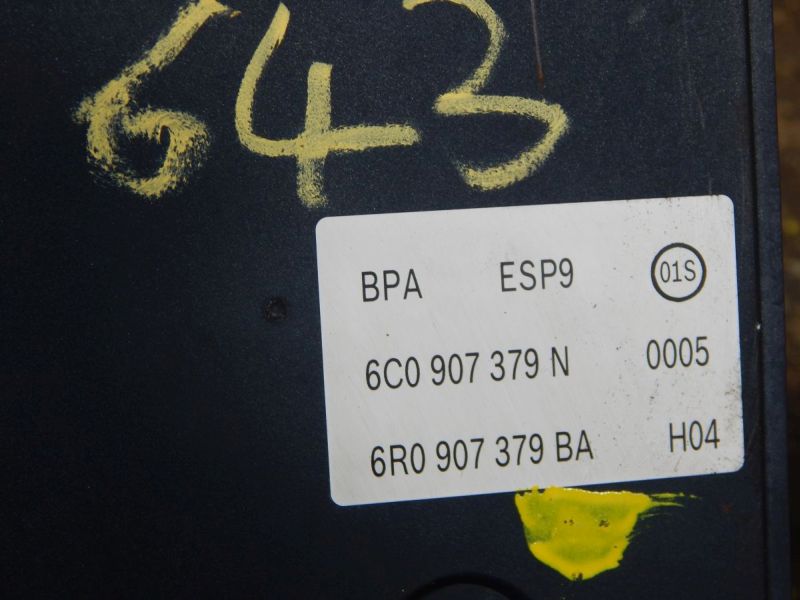 643
BPA ESP9 01S
6C0 907 379 N 0005
6R0 907 379 BA H04